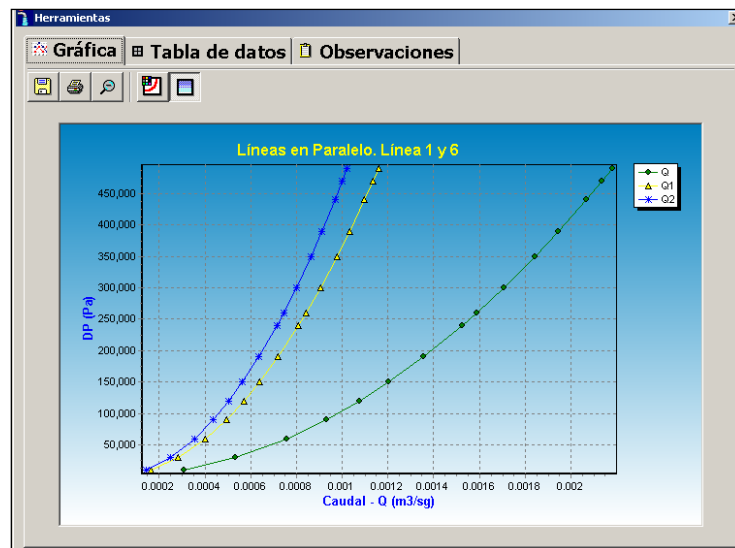 Herramientas
Gráfica
Tabla de datos
Observaciones
Líneas en Paralelo. Línea 1 y 6
Q
Q1
Q2
DP (Pa)
450,000
400,000
350,000
300,000
250,000
200,000
150,000
100,000
50,000
0.0002 0.0004 0.0006 0.0008 0.001 0.0012 0.0014 0.0016 0.0018 0.002
Caudal - Q (m3/sg)